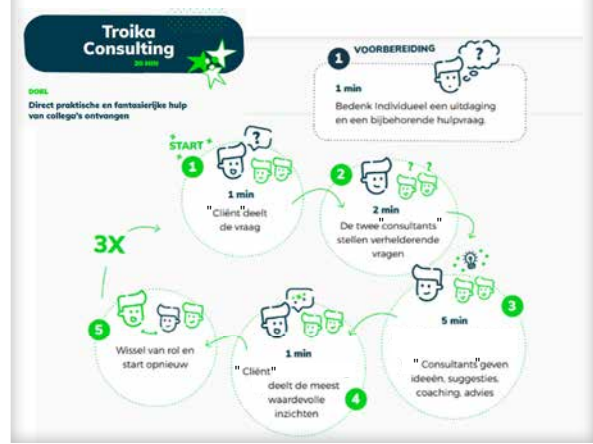 Troika
Consulting
30 MIN
DOEL
Direct praktische en fantasierijke hulp
van collega's ontvangen
1 VOORBEREIDING
?
1 min
Bedenk Individueel een uitdaging
en een bijbehorende hulpvraag.
START
1
?
1 min
"Cliënt"deelt
de vraag
2
? ?
2 min
De twee"consultants"
stellen verhelderende
vragen
3X
3
5 min
"Consultants"geven
ideeën, suggesties,
coaching, advies
1 min
"Cliënt"
deelt de meest
waardevolle
inzichten
4
5
Wissel van rol en
start opnieuw